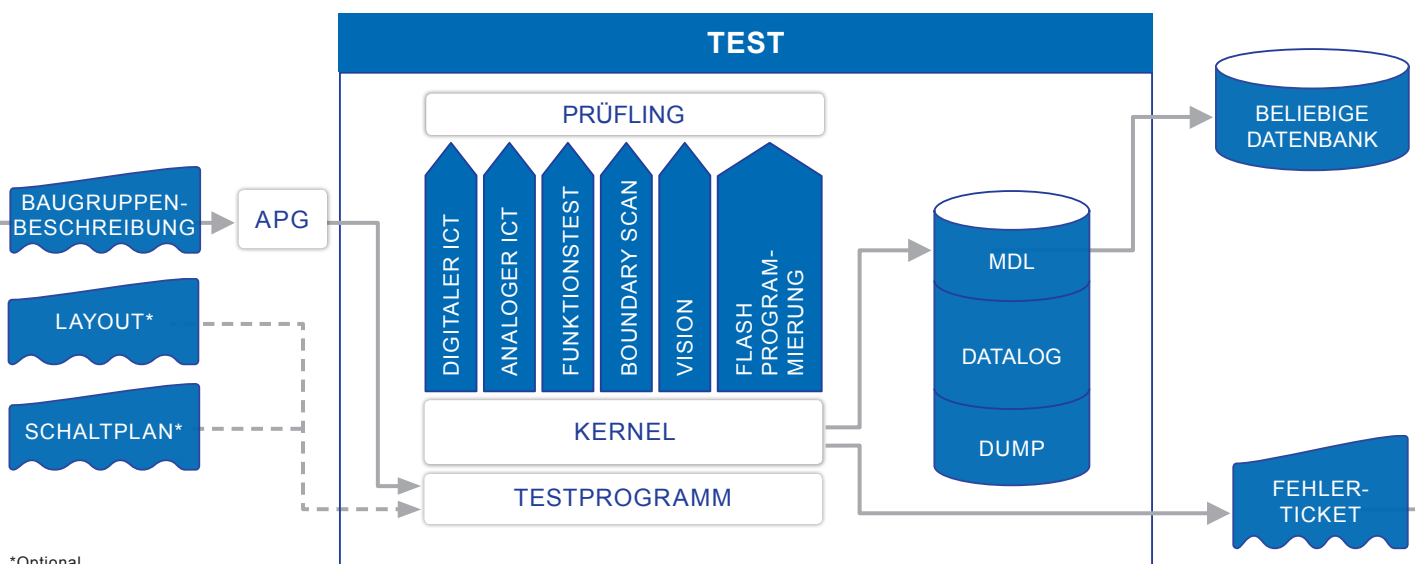 TEST
PRÜFLING
BELIEBIGE
DATENBANK
BAUGRUPPEN-
BESCHREIBUNG
APG
LAYOUT*
SCHALTPLAN*
DIGITALER ICT
ANALOGER ICT
FUNKTIONSTEST
BOUNDARY SCAN
VISION
FLASH
PROGRAM-
MIERUNG
MDL
DATALOG
DUMP
KERNEL
TESTPROGRAMM
FEHLER-
TICKET
*Optional